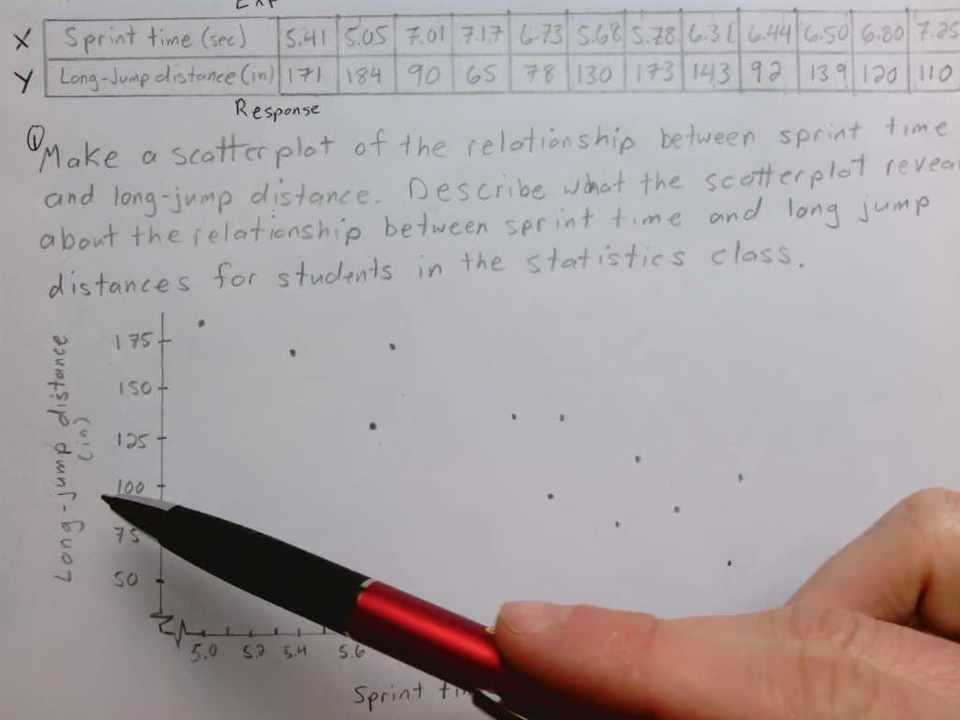 Exp
X Sprint time (sec) 5.41 5.05 7.01 7.17 6.73 5.68 5.78 6.31 6.44 6.50 6.80 7.25
Y Long-Jump distance (in) 171 184 90 65 78 130 173 143 92 139 120 110
Response
① Make a scatterplot of the relationship between sprint time
and long-jump distance. Describe what the scatterplot revea
about the relationship between sprint time and long jump
distances for students in the statistics class.
Long-jump distance
(in)
175
150
125
100
75
50
5.0 5.2 5.4 5.6
Sprint tim